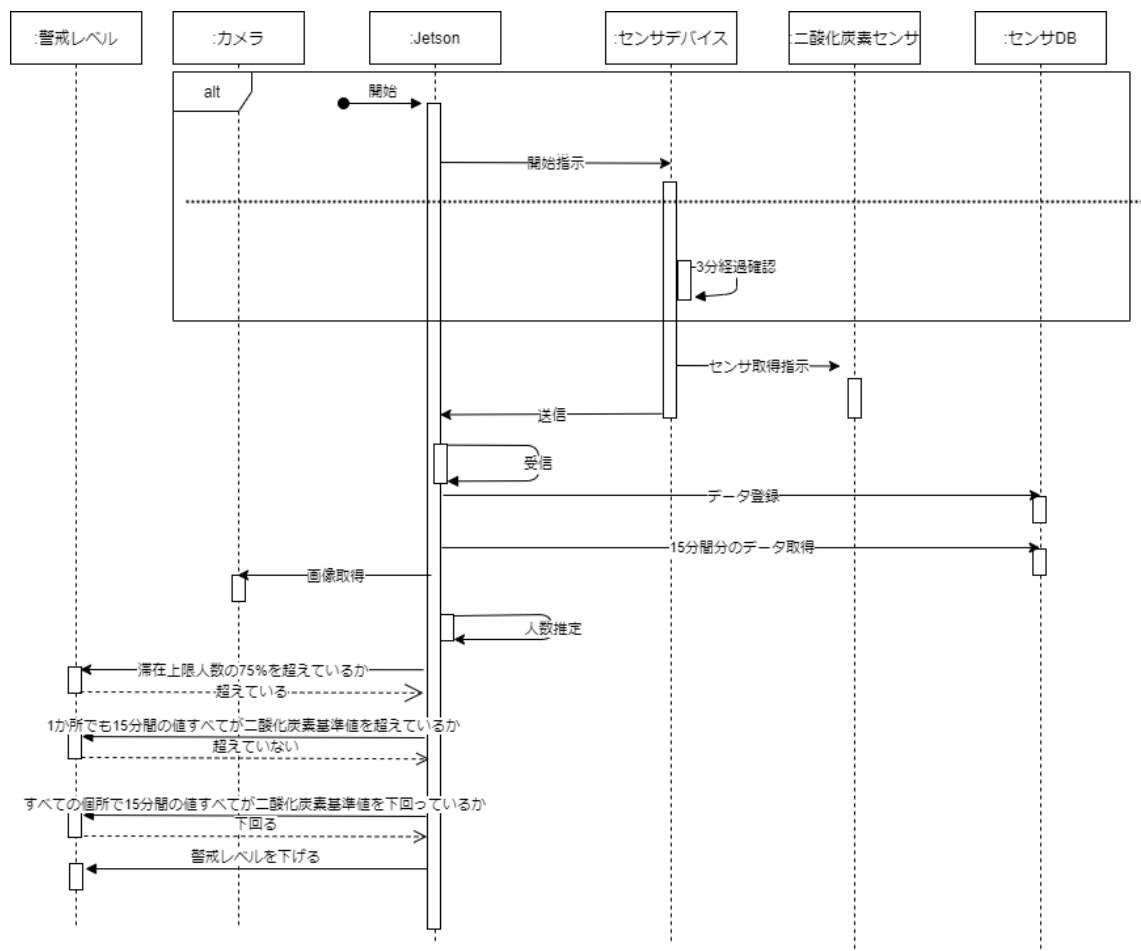 :警戒レベル
:カメラ
:Jetson
:センサデバイス
:二酸化炭素センサ
:センサDB
alt
開始
開始指示
3分経過確認
センサ取得指示
送信
受信
データ登録
15分間分のデータ取得
画像取得
人数推定
滞在上限人数の75%を超えているか
超えている
1か所でも15分間の値すべてが二酸化炭素基準値を超えているか
超えていない
すべての個所で15分間の値すべてが二酸化炭素基準値を下回っているか
下回る
警戒レベルを下げる